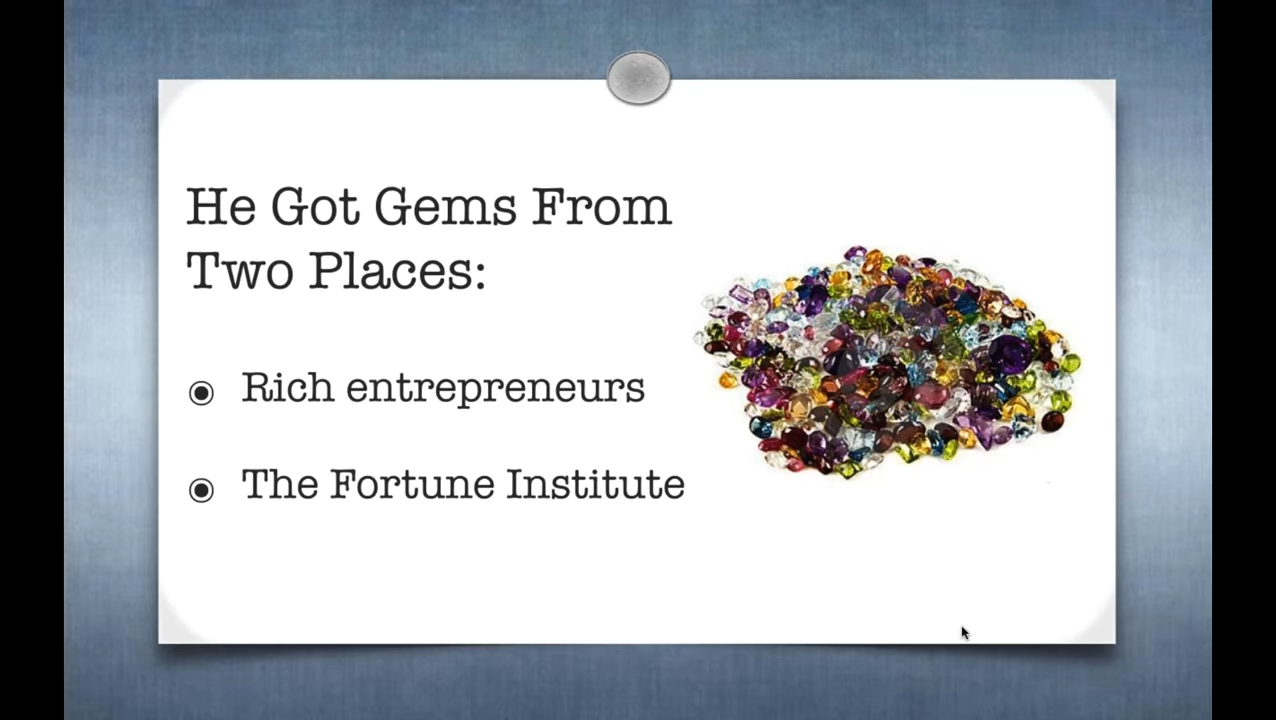 He Got Gems From
Two Places:
Rich entrepreneurs
The Fortune Institute